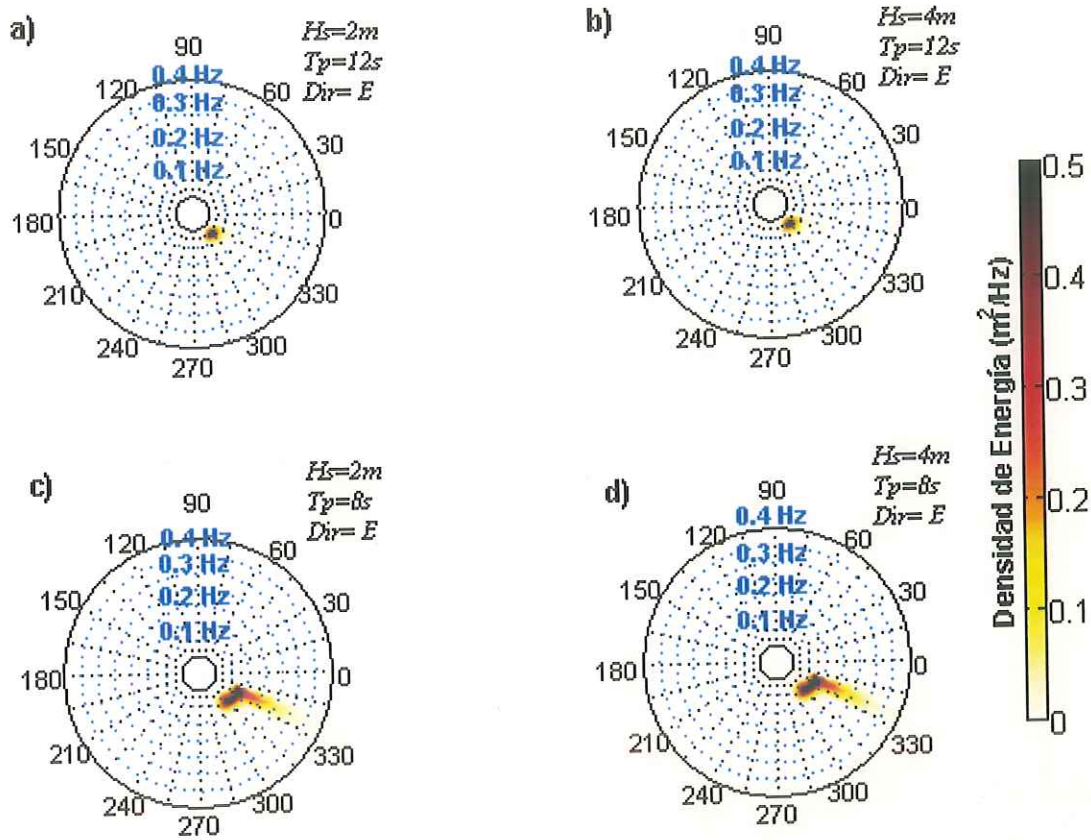 a)
Hs=2m
Tp=12s
Dir= E
90
120
60
0.4 Hz
0.3 Hz
0.2 Hz
0.1 Hz
150
30
180
0
210
330
240
300
270
b)
Hs=4m
Tp=12s
Dir= E
90
120
60
0.4 Hz
0.3 Hz
0.2 Hz
0.1 Hz
150
30
180
0
210
330
240
300
270
c)
Hs=2m
Tp=8s
Dir= E
90
120
60
0.4 Hz
0.3 Hz
0.2 Hz
0.1 Hz
150
30
180
0
210
330
240
300
270
d)
Hs=4m
Tp=8s
Dir= E
90
0.4 Hz
120
60
0.3 Hz
0.2 Hz
0.1 Hz
150
30
180
0
210
330
240
300
270
Densidad de Energía (m²/Hz)
0.5
0.4
0.3
0.2
0.1
0